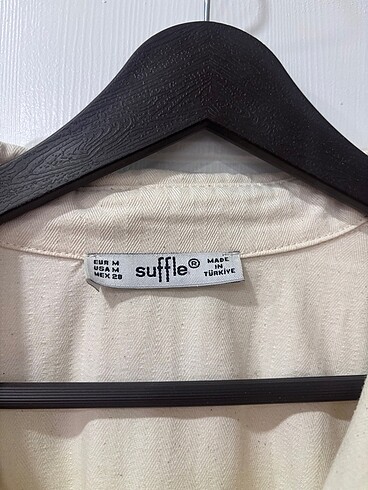 EUR M
USA M
MEX 28
suffle®
MADE
IN
TÜRKİYE